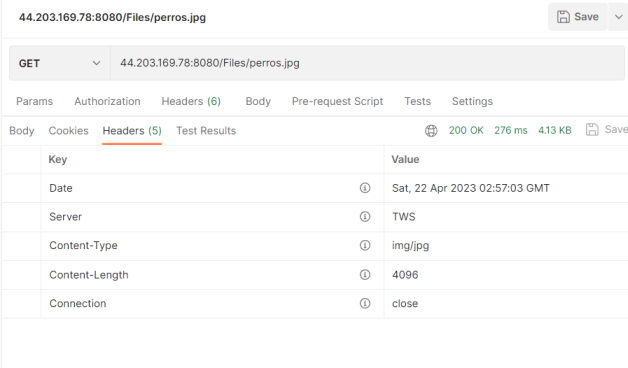 44.203.169.78:8080/Files/perros.jpg Save
GET 44.203.169.78:8080/Files/perros.jpg
Params Authorization Headers (6) Body Pre-request Script Tests Settings
Body Cookies Headers (5) Test Results 200 OK 276 ms 4.13 KB Save
Key Value
Date Sat, 22 Apr 2023 02:57:03 GMT
Server TWS
Content-Type img/jpg
Content-Length 4096
Connection close